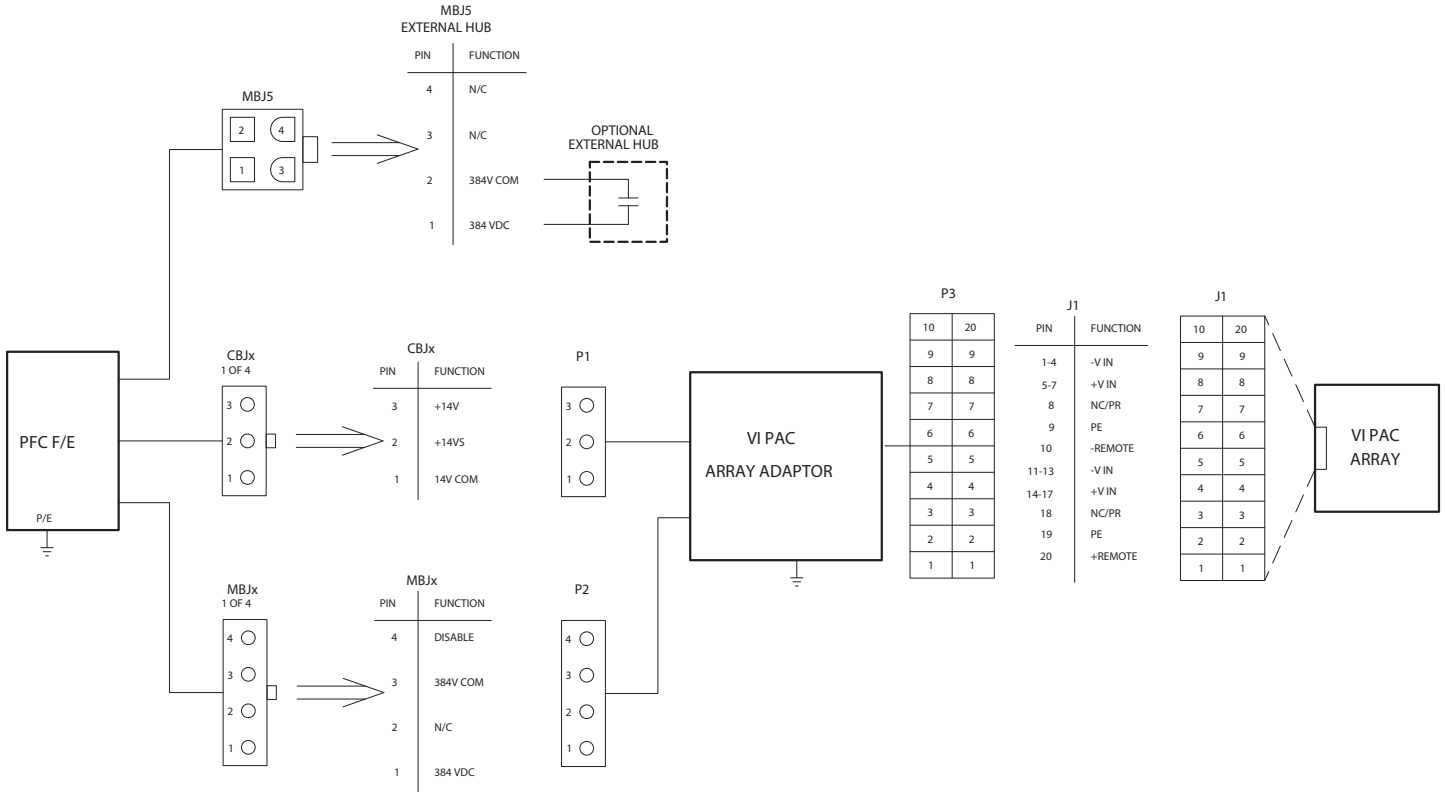 MBJ5
EXTERNAL HUB
PIN FUNCTION
4 N/C
3 N/C
2 384V COM
1 384 VDC
MBJ5
2 4
1 3
OPTIONAL
EXTERNAL HUB
PFC F/E
P/E
CBJx
1 OF 4
3
2
1
CBJx
PIN FUNCTION
3 +14V
2 +14VS
1 14V COM
P1
3
2
1
MBJx
1 OF 4
4
3
2
1
MBJx
PIN FUNCTION
4 DISABLE
3 384V COM
2 N/C
1 384 VDC
P2
4
3
2
1
VI PAC
ARRAY ADAPTOR
P3
10 20
9 9
8 8
7 7
6 6
5 5
4 4
3 3
2 2
1 1
J1
PIN FUNCTION
1-4 -V IN
5-7 +V IN
8 NC/PR
9 PE
10 -REMOTE
11-13 -V IN
14-17 +V IN
18 NC/PR
19 PE
20 +REMOTE
J1
10 20
9 9
8 8
7 7
6 6
5 5
4 4
3 3
2 2
1 1
VI PAC
ARRAY